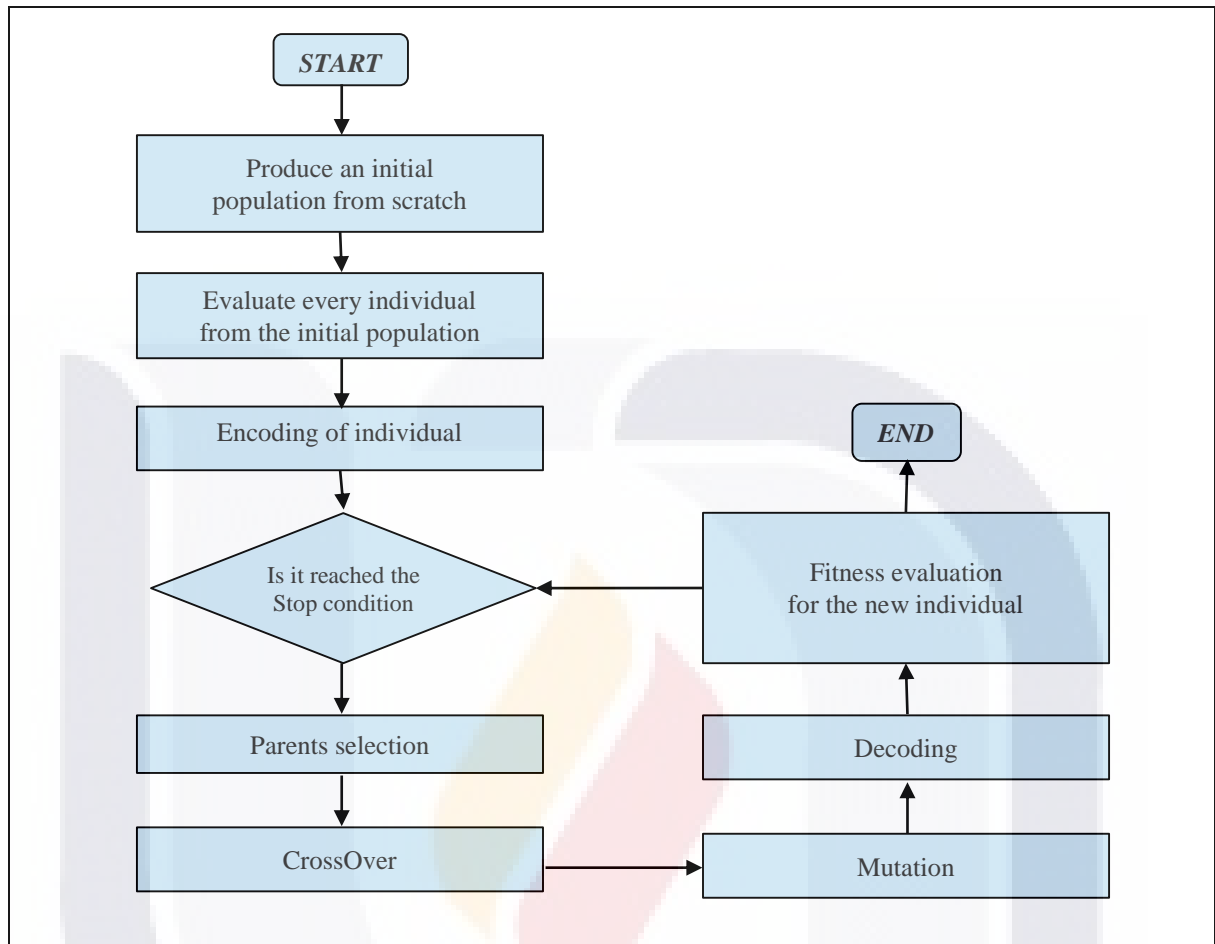 START
Produce an initial
population from scratch
Evaluate every individual
from the initial population
Encoding of individual
Is it reached the
Stop condition
Parents selection
CrossOver
Mutation
Decoding
Fitness evaluation
for the new individual
END